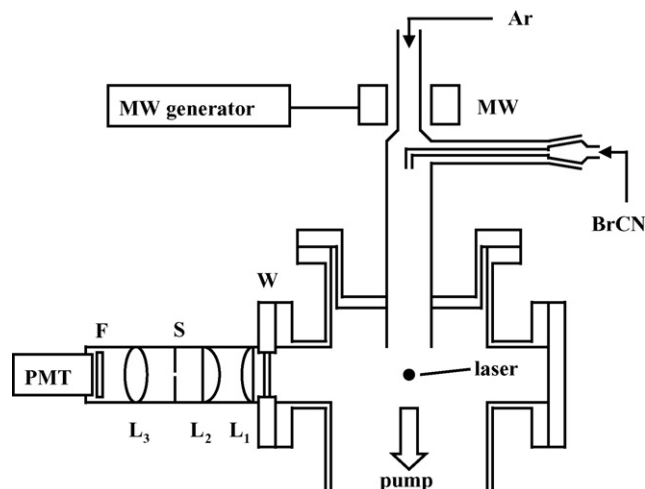 Ar
MW generator
MW
BrCN
W
F
S
PMT
laser
L3
L2
L1
pump